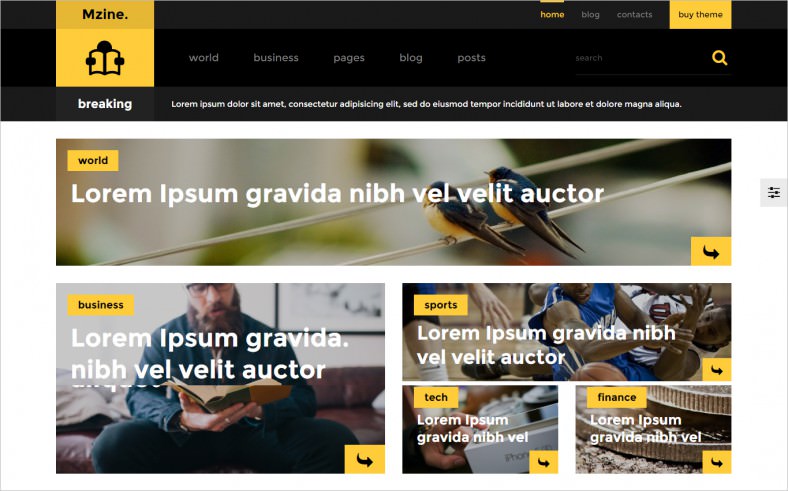 Mzine.
home blog contacts buy theme
world business pages blog posts search
breaking Lorem ipsum dolor sit amet, consectetur adipisicing elit, sed do eiusmod tempor incididunt ut labore et dolore magna aliqua.
world
Lorem Ipsum gravida nibh vel velit auctor
business
Lorem Ipsum gravida.
nibh vel velit auctor
aliquet
sports
Lorem Ipsum gravida nibh
vel velit auctor
tech
Lorem Ipsum
gravida nibh vel
iPhone
finance
Lorem Ipsum
gravida nibh vel